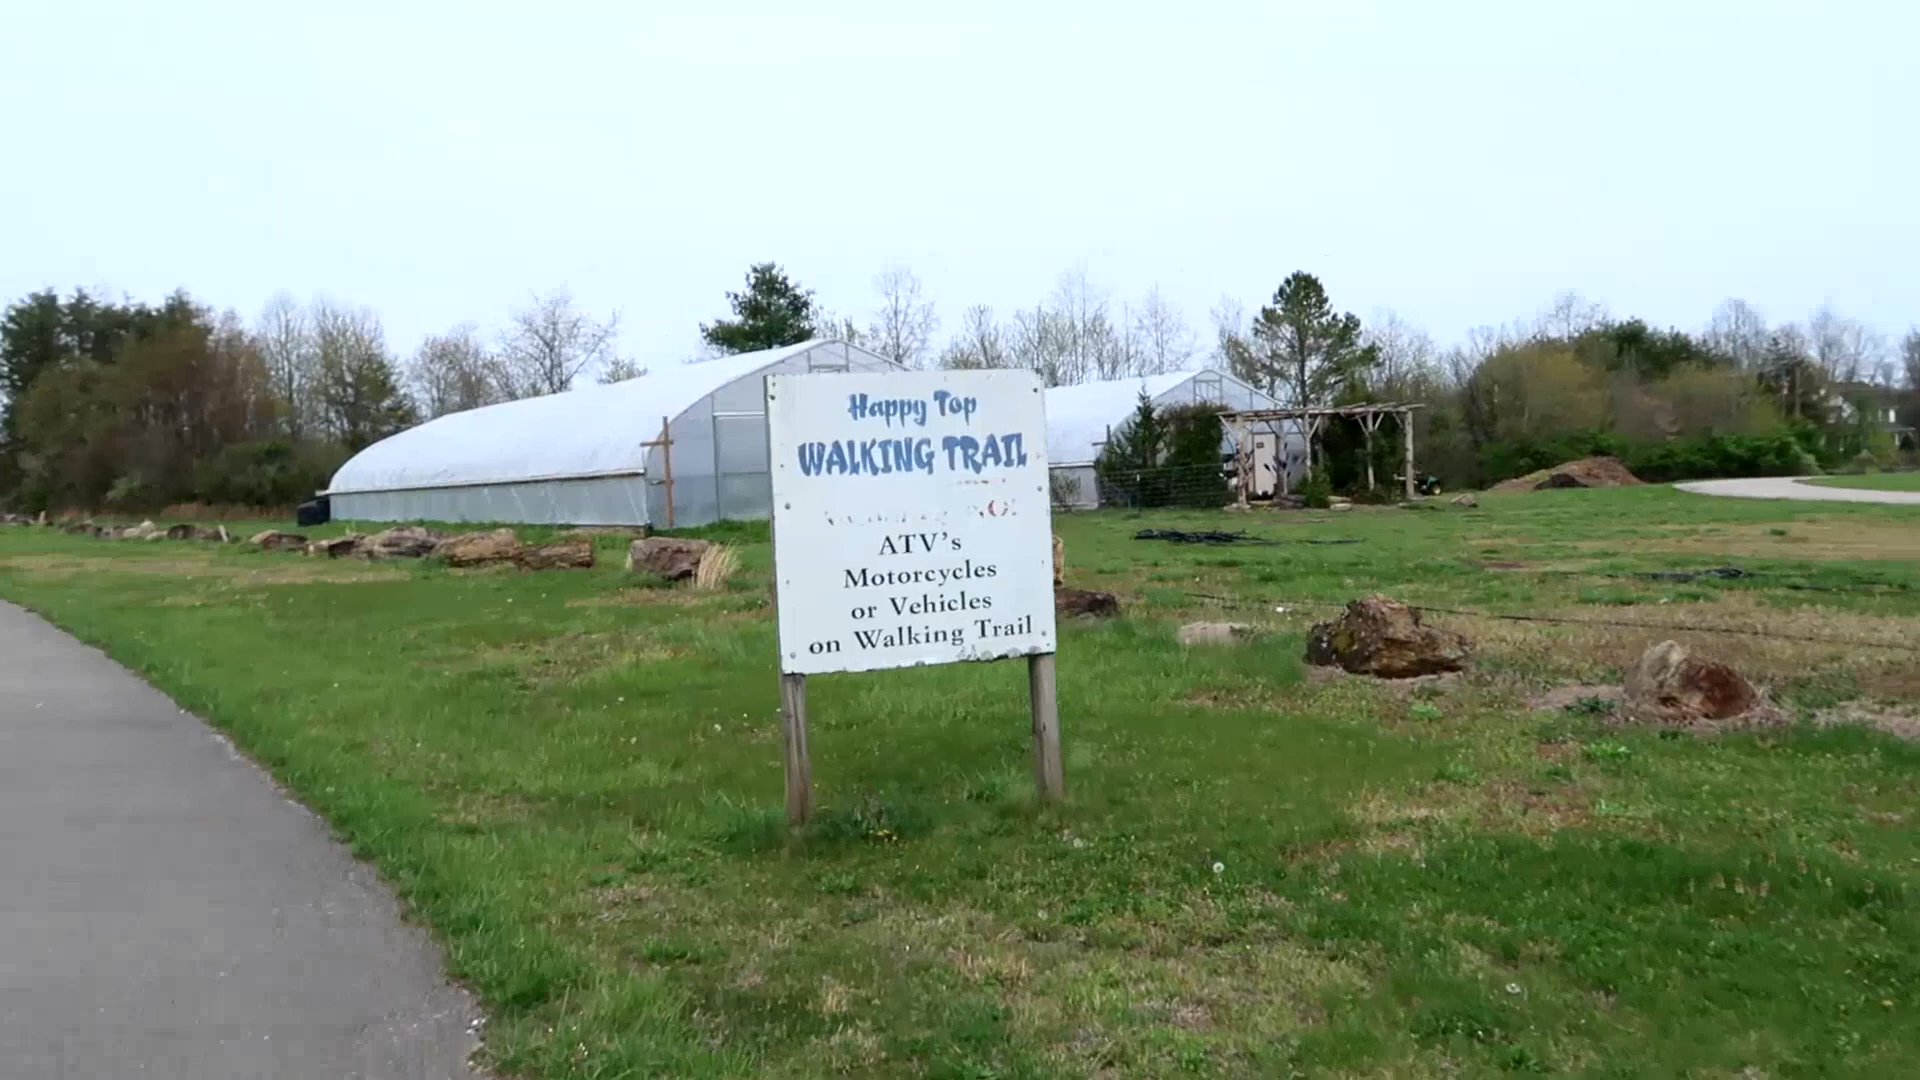 Happy Top
WALKING TRAIL
ATV's
Motorcycles
or Vehicles
on Walking Trail